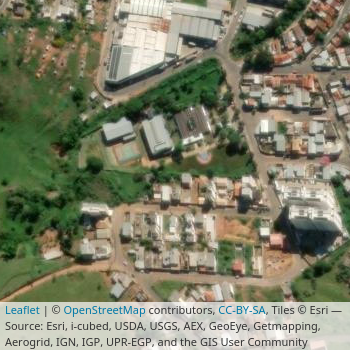 Leaflet | © OpenStreetMap contributors, CC-BY-SA, Tiles © Esri —
Source: Esri, i-cubed, USDA, USGS, AEX, GeoEye, Getmapping,
Aerogrid, IGN, IGP, UPR-EGP, and the GIS User Community